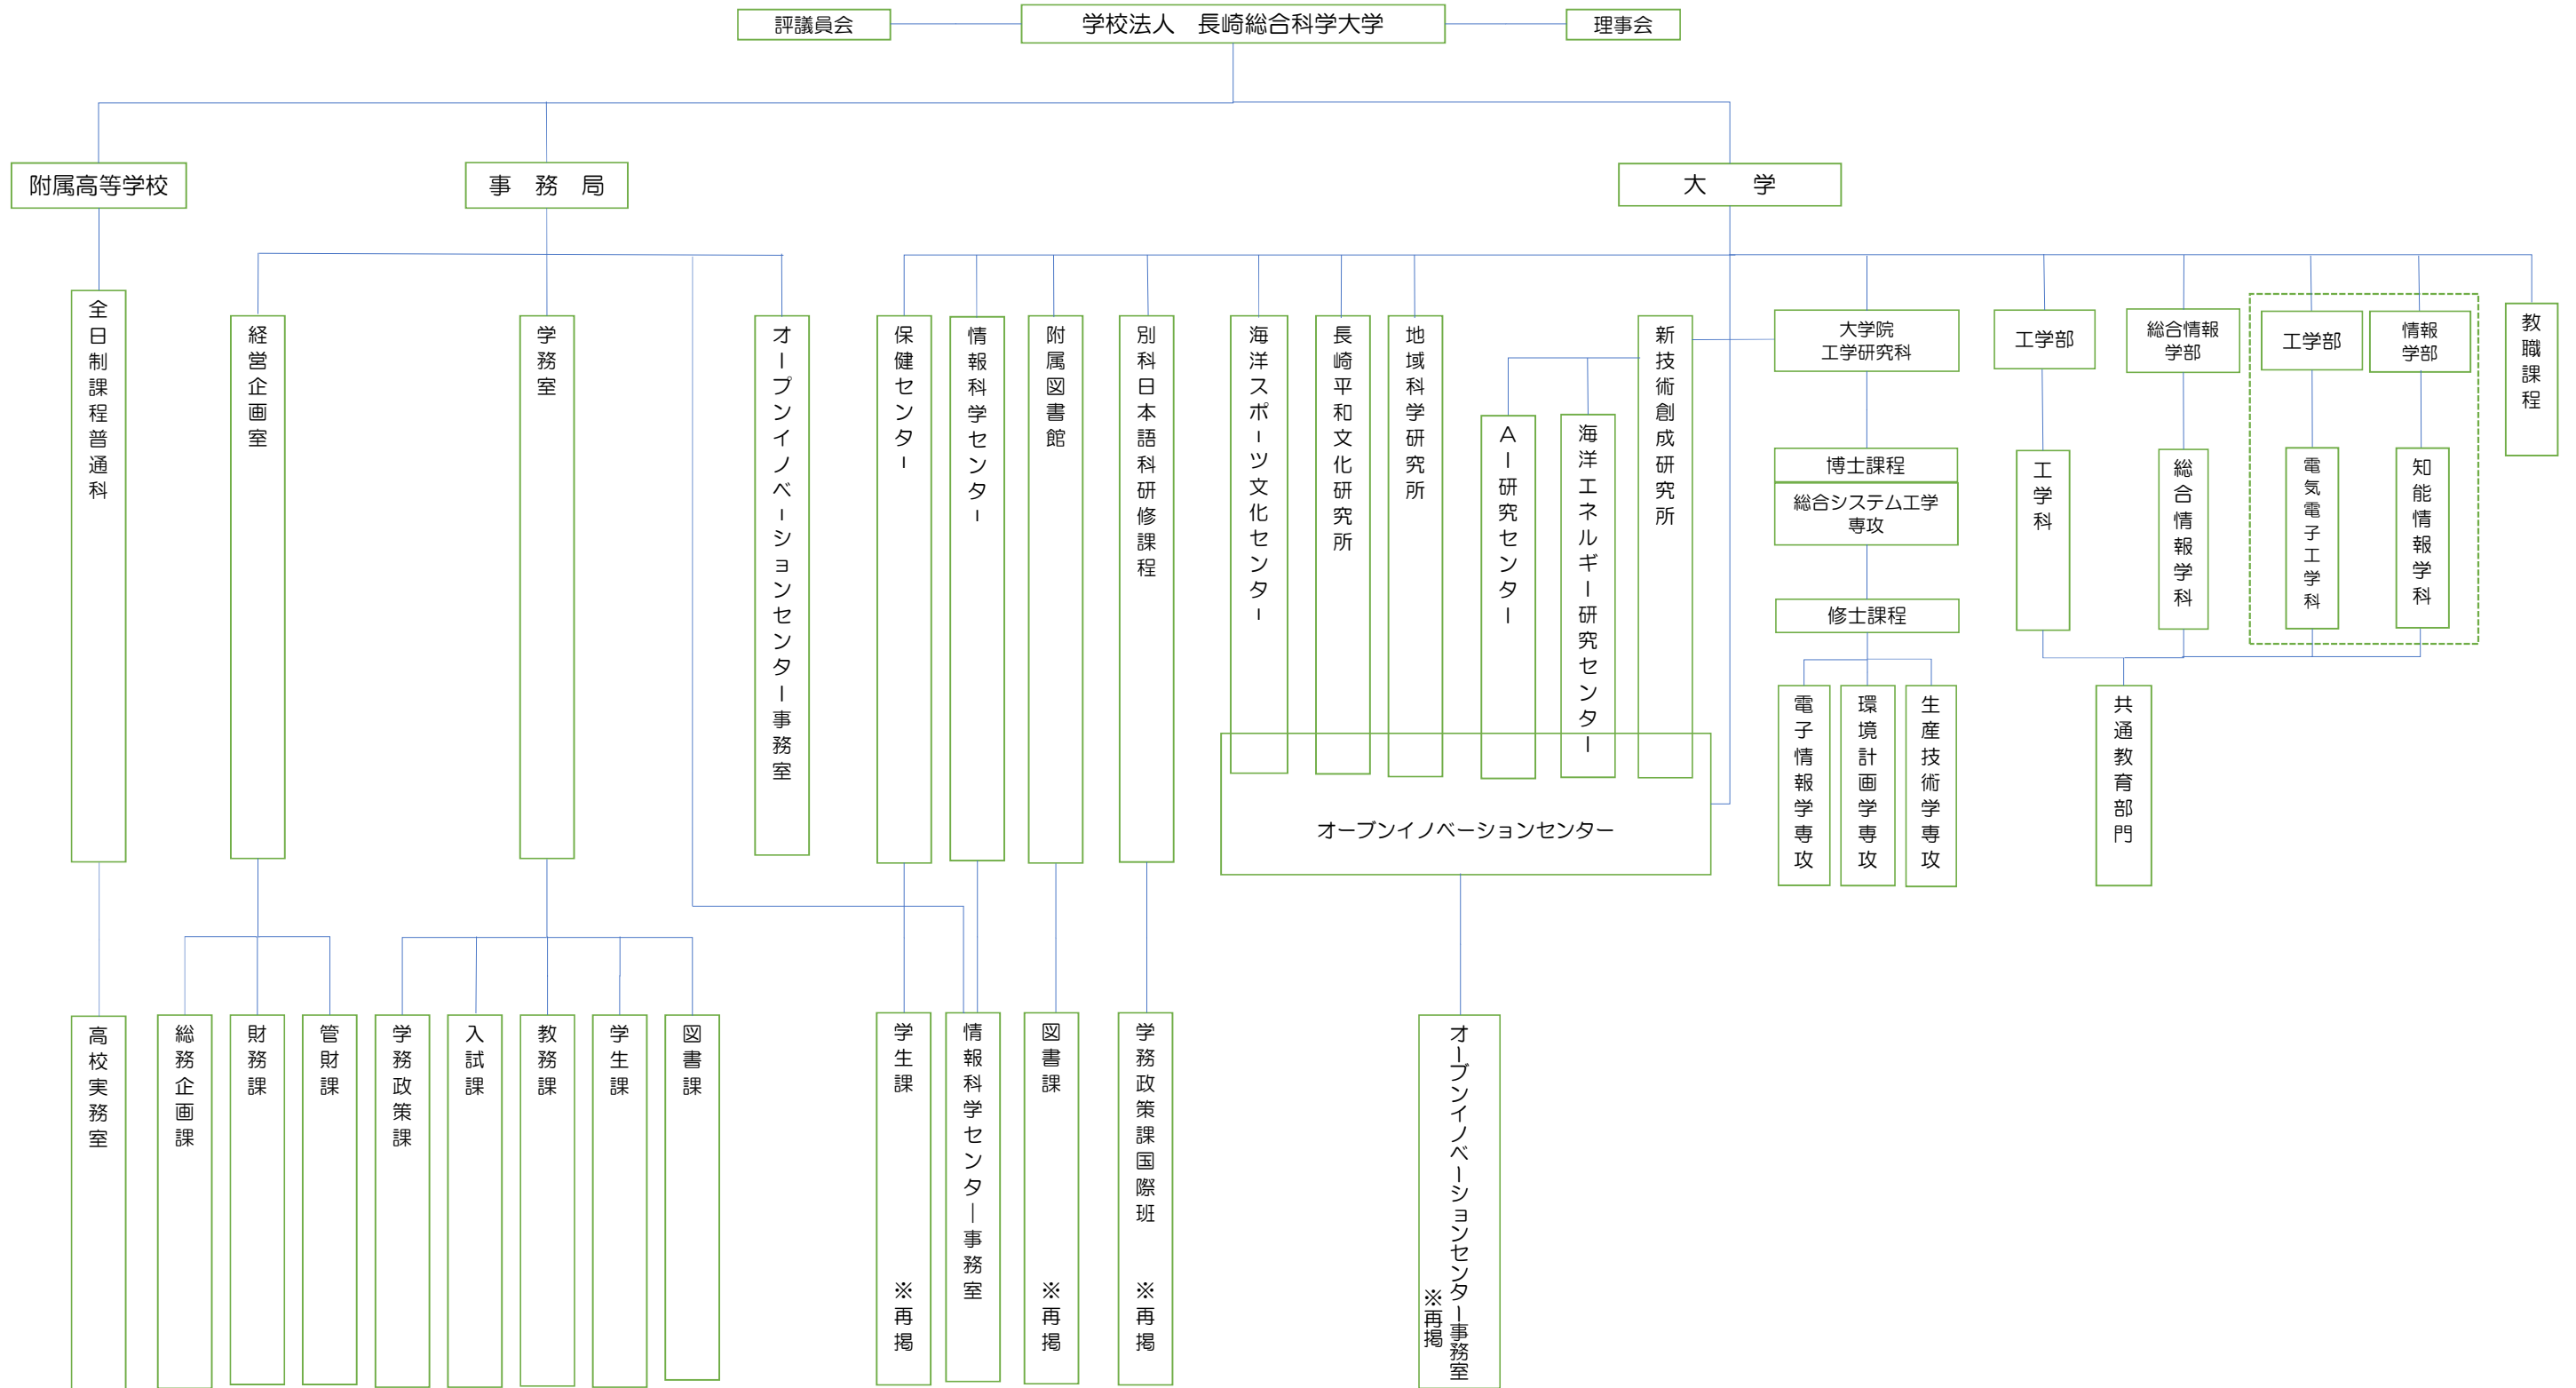 評議員会
学校法人　長崎総合科学大学
理事会
附属高等学校
事　務　局
大　　学
全日制課程普通科
経営企画室
学務室
オープンイノベーションセンター事務室
保健センター
情報科学センター
附属図書館
別科日本語科研修課程
海洋スポーツ文化センター
長崎平和文化研究所
地域科学研究所
新技術創成研究所
AI研究センター
海洋エネルギー研究センター
オープンイノベーションセンター
大学院
工学研究科
博士課程
総合システム工学
専攻
修士課程
電子情報学専攻
環境計画学専攻
生産技術学専攻
工学部
工学科
総合情報
学部
総合情報学科
工学部
電気電子工学科
情報
学部
知能情報学科
教職課程
共通教育部門
高校実務室
総務企画課
財務課
管財課
学務政策課
入試課
教務課
学生課
図書課
学生課　※再掲
情報科学センター事務室
図書課　※再掲
学務政策課国際班　※再掲
オープンイノベーションセンター事務室
※再掲